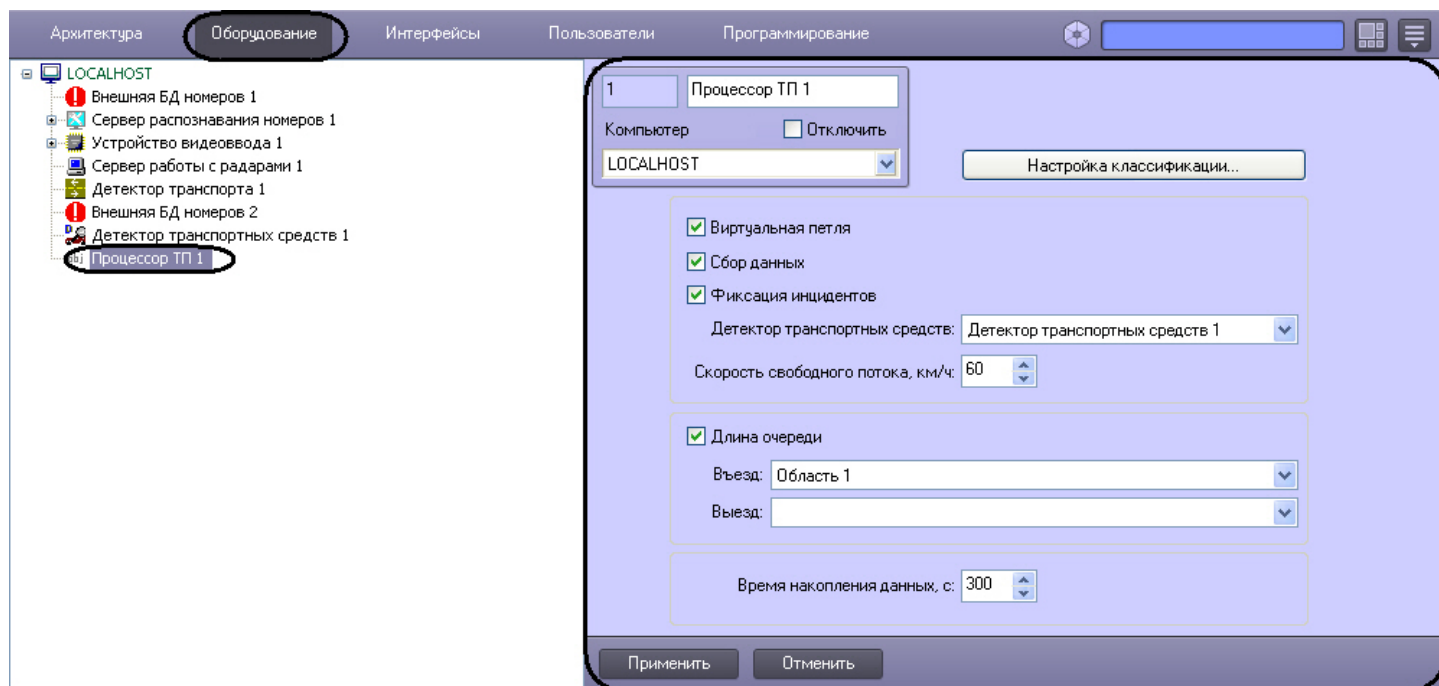 Архитектура Оборудование Интерфейсы Пользователи Программирование
LOCALHOST
Внешняя БД номеров 1
Сервер распознавания номеров 1
Устройство видеоввода 1
Сервер работы с радарами 1
Детектор транспорта 1
Внешняя БД номеров 2
Детектор транспортных средств 1
obj Процессор ТП 1
1 Процессор ТП 1
Компьютер Отключить
LOCALHOST
Настройка классификации...
Виртуальная петля
Сбор данных
Фиксация инцидентов
Детектор транспортных средств: Детектор транспортных средств 1
Скорость свободного потока, км/ч: 60
Длина очереди
Въезд: Область 1
Выезд:
Время накопления данных, с: 300
Применить Отменить